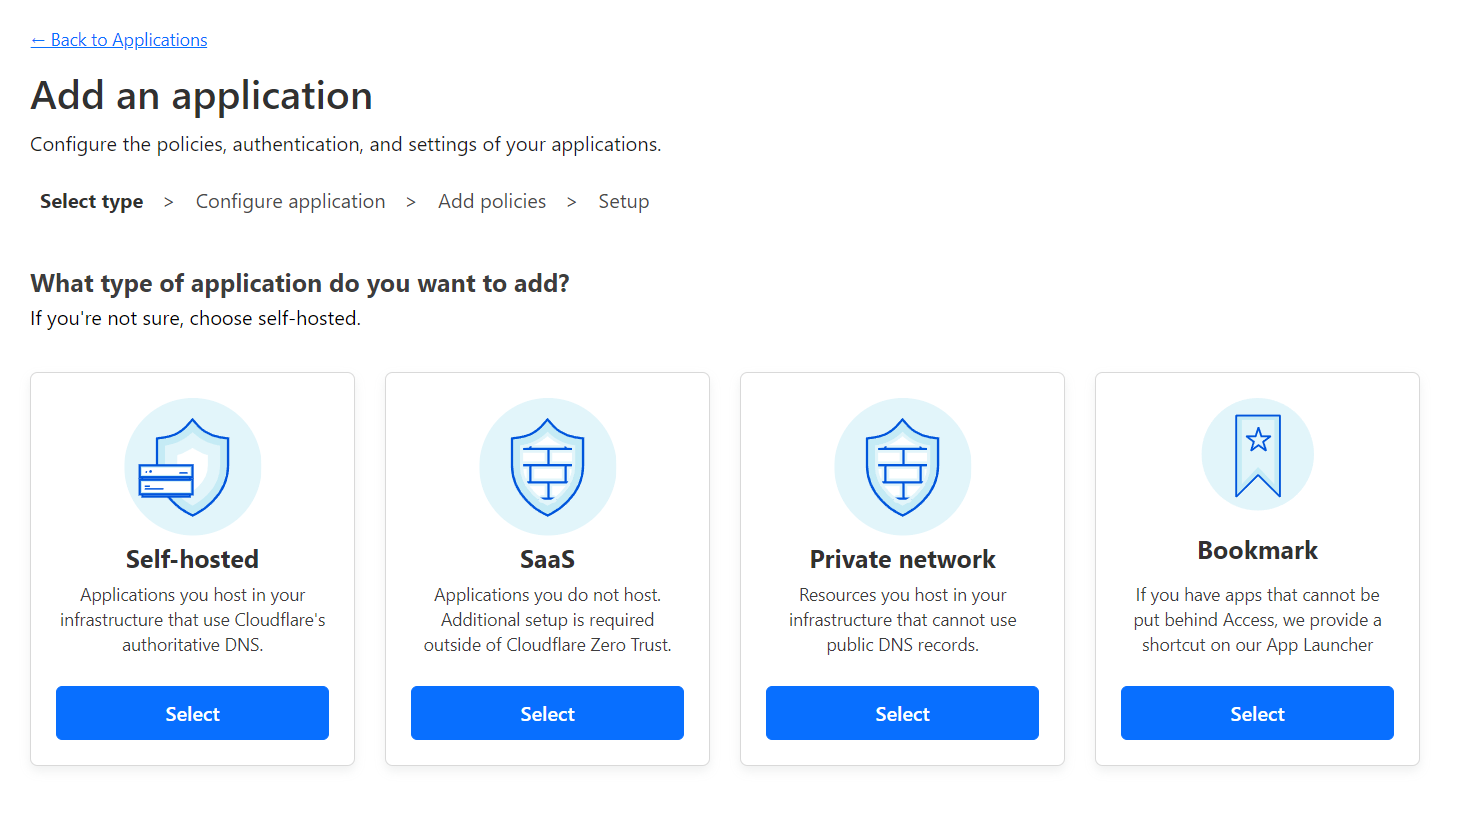 ← Back to Applications
Add an application
Configure the policies, authentication, and settings of your applications.
Select type > Configure application > Add policies > Setup
What type of application do you want to add?
If you're not sure, choose self-hosted.
Self-hosted
Applications you host in your
infrastructure that use Cloudflare's
authoritative DNS.
Select
SaaS
Applications you do not host.
Additional setup is required
outside of Cloudflare Zero Trust.
Select
Private network
Resources you host in your
infrastructure that cannot use
public DNS records.
Select
Bookmark
If you have apps that cannot be
put behind Access, we provide a
shortcut on our App Launcher
Select